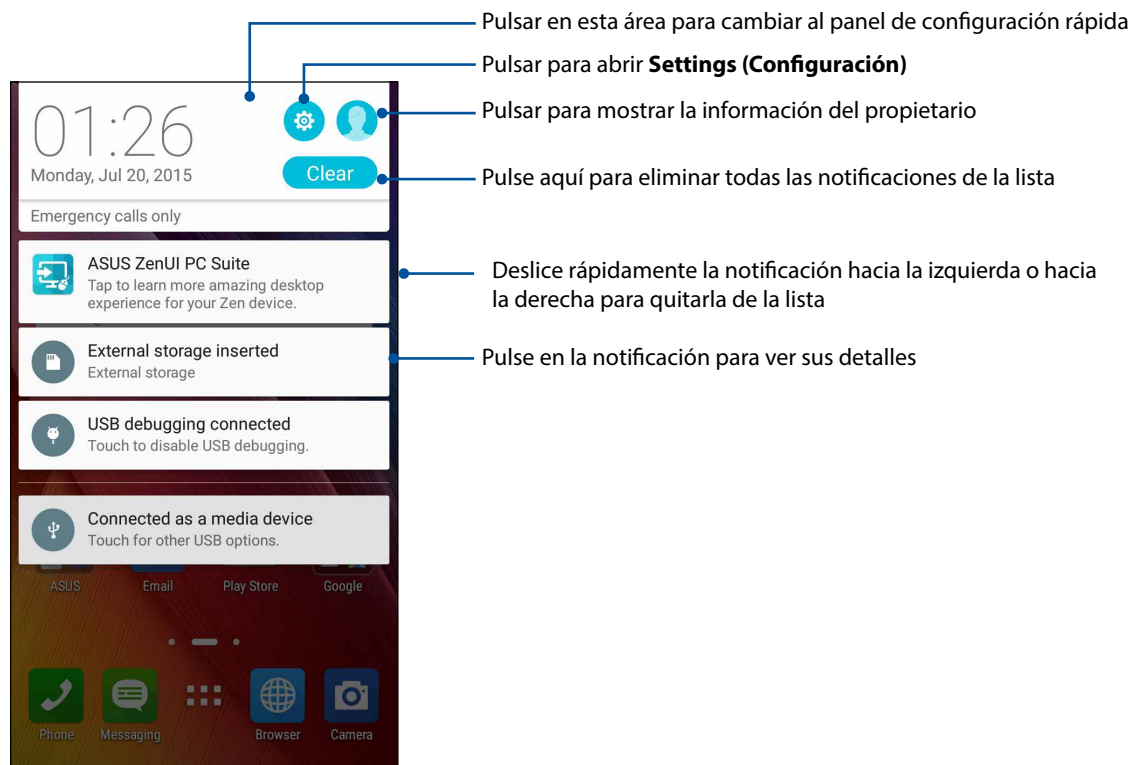 Pulsar en esta área para cambiar al panel de configuración rápida
Pulsar para abrir Settings (Configuración)
Pulsar para mostrar la información del propietario
Pulse aquí para eliminar todas las notificaciones de la lista
Deslice rápidamente la notificación hacia la izquierda o hacia
la derecha para quitarla de la lista
Pulse en la notificación para ver sus detalles
01:26
Monday, Jul 20, 2015
Clear
Emergency calls only
ASUS ZenUI PC Suite
Tap to learn more amazing desktop
experience for your Zen device.
External storage inserted
External storage
USB debugging connected
Touch to disable USB debugging.
Connected as a media device
Touch for other USB options.
ASUS Email Play Store Google
Phone Messaging Browser Camera